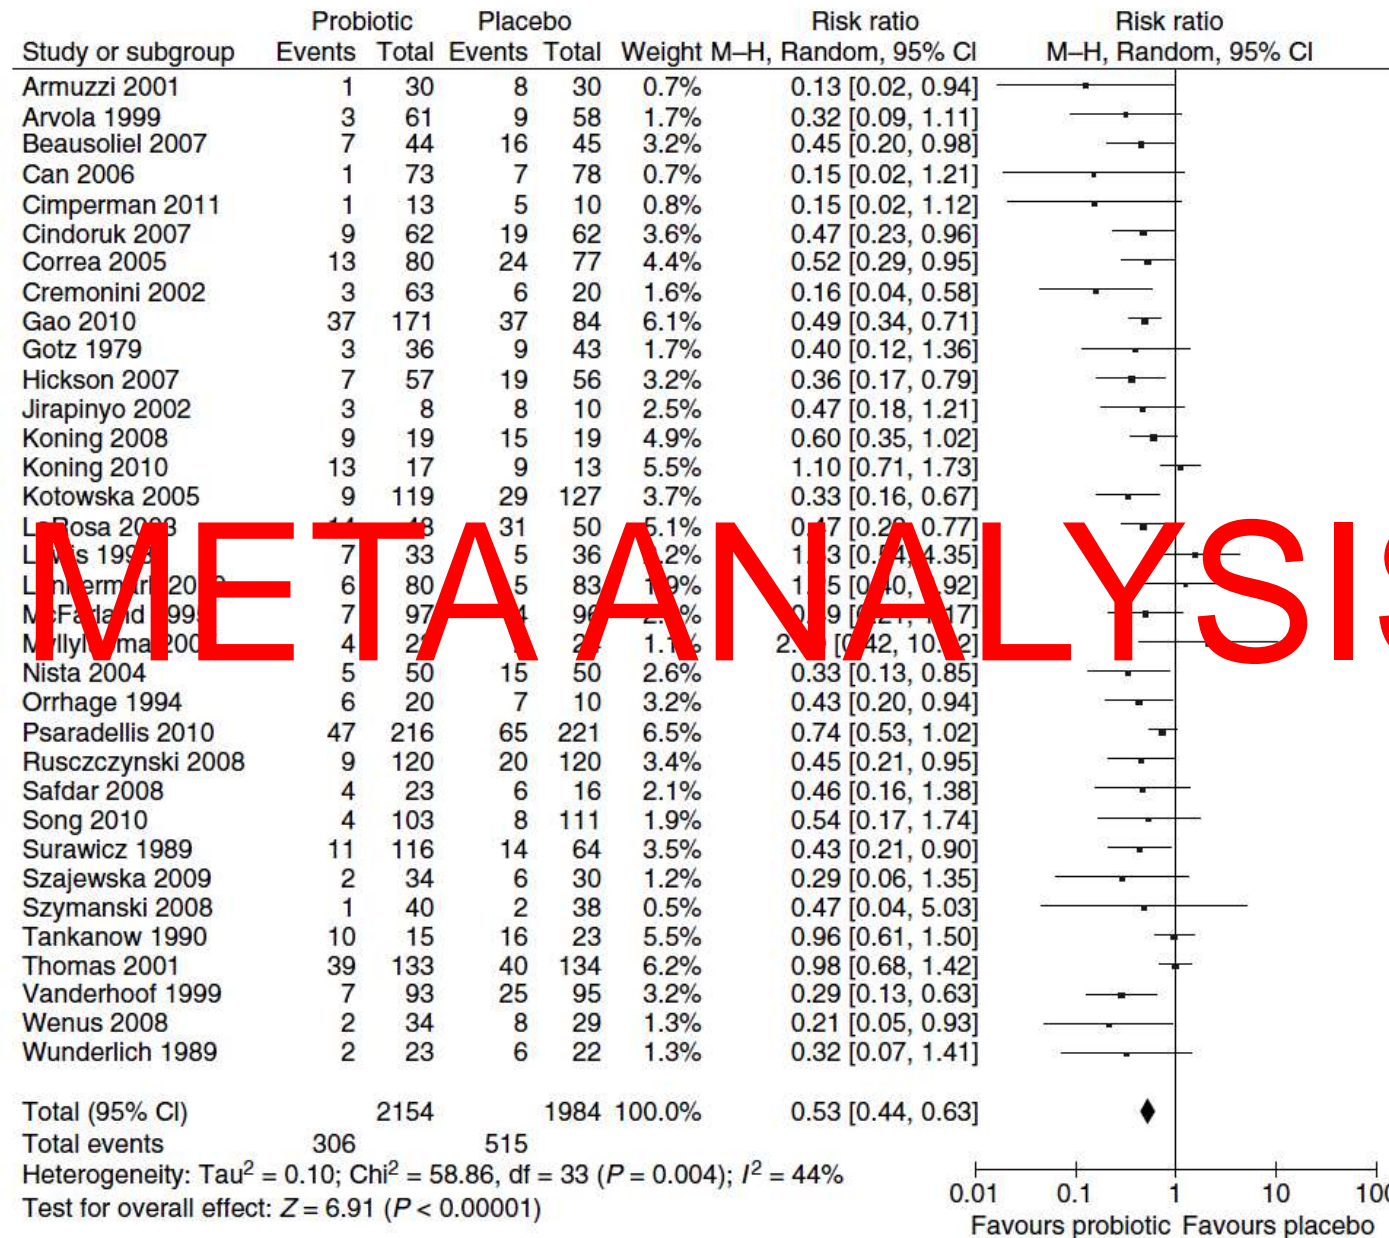 Probiotic Placebo Risk ratio Risk ratio
Study or subgroup Events Total Events Total Weight M–H, Random, 95% CI M–H, Random, 95% CI
Armuzzi 2001 1 30 8 30 0.7% 0.13 [0.02, 0.94]
Arvola 1999 3 61 9 58 1.7% 0.32 [0.09, 1.11]
Beausoliel 2007 7 44 16 45 3.2% 0.45 [0.20, 0.98]
Can 2006 1 73 7 78 0.7% 0.15 [0.02, 1.21]
Cimperman 2011 1 13 5 10 0.8% 0.15 [0.02, 1.12]
Cindoruk 2007 9 62 19 62 3.6% 0.47 [0.23, 0.96]
Correa 2005 13 80 24 77 4.4% 0.52 [0.29, 0.95]
Cremonini 2002 3 63 6 20 1.6% 0.16 [0.04, 0.58]
Gao 2010 37 171 37 84 6.1% 0.49 [0.34, 0.71]
Gotz 1979 3 36 9 43 1.7% 0.40 [0.12, 1.36]
Hickson 2007 7 57 19 56 3.2% 0.36 [0.17, 0.79]
Jirapinyo 2002 3 8 8 10 2.5% 0.47 [0.18, 1.21]
Koning 2008 9 19 15 19 4.9% 0.60 [0.35, 1.02]
Koning 2010 13 17 9 13 5.5% 1.10 [0.71, 1.73]
Kotowska 2005 9 119 29 127 3.7% 0.33 [0.16, 0.67]
31 50 0.77]
META ANALYSIS
7 33 5 36 4.35]
6 80 5 83
McFarland 7 97 96
4
Nista 2004 5 50 15 50 2.6% 0.33 [0.13, 0.85]
Orrhage 1994 6 20 7 10 3.2% 0.43 [0.20, 0.94]
Psaradellis 2010 47 216 65 221 6.5% 0.74 [0.53, 1.02]
Rusczczynski 2008 9 120 20 120 3.4% 0.45 [0.21, 0.95]
Safdar 2008 4 23 6 16 2.1% 0.46 [0.16, 1.38]
Song 2010 4 103 8 111 1.9% 0.54 [0.17, 1.74]
Surawicz 1989 11 116 14 64 3.5% 0.43 [0.21, 0.90]
Szajewska 2009 2 34 6 30 1.2% 0.29 [0.06, 1.35]
Szymanski 2008 1 40 2 38 0.5% 0.47 [0.04, 5.03]
Tankanow 1990 10 15 16 23 5.5% 0.96 [0.61, 1.50]
Thomas 2001 39 133 40 134 6.2% 0.98 [0.68, 1.42]
Vanderhoof 1999 7 93 25 95 3.2% 0.29 [0.13, 0.63]
Wenus 2008 2 34 8 29 1.3% 0.21 [0.05, 0.93]
Wunderlich 1989 2 23 6 22 1.3% 0.32 [0.07, 1.41]
Total (95% CI) 2154 1984 100.0% 0.53 [0.44, 0.63]
Total events 306 515
Heterogeneity: Tau² = 0.10; Chi² = 58.86, df = 33 (P = 0.004); I² = 44%
Test for overall effect: Z = 6.91 (P < 0.00001)
0.01 0.1 1 10 100
Favours probiotic Favours placebo